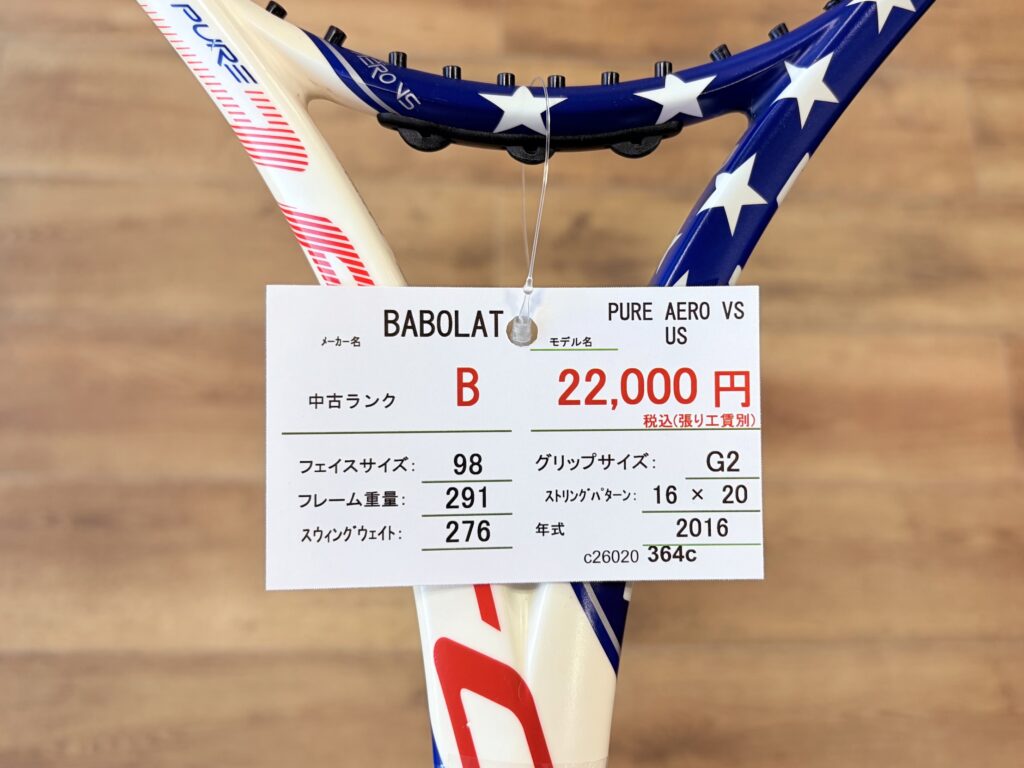 PURE
AERO VS
メーカー名 BABOLAT
モデル名 PURE AERO VS
US
中古ランク B
22,000 円
税込(張り工賃別)
フェイスサイズ: 98
グリップサイズ: G2
フレーム重量: 291
ストリングパターン: 16 × 20
スウィングウェイト: 276
年式 2016
c26020 364c